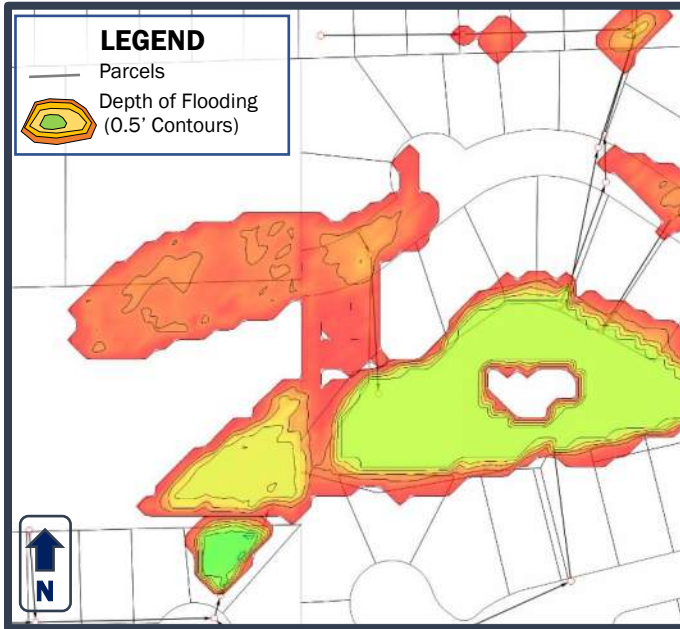 LEGEND
Parcels
Depth of Flooding
(0.5' Contours)
N